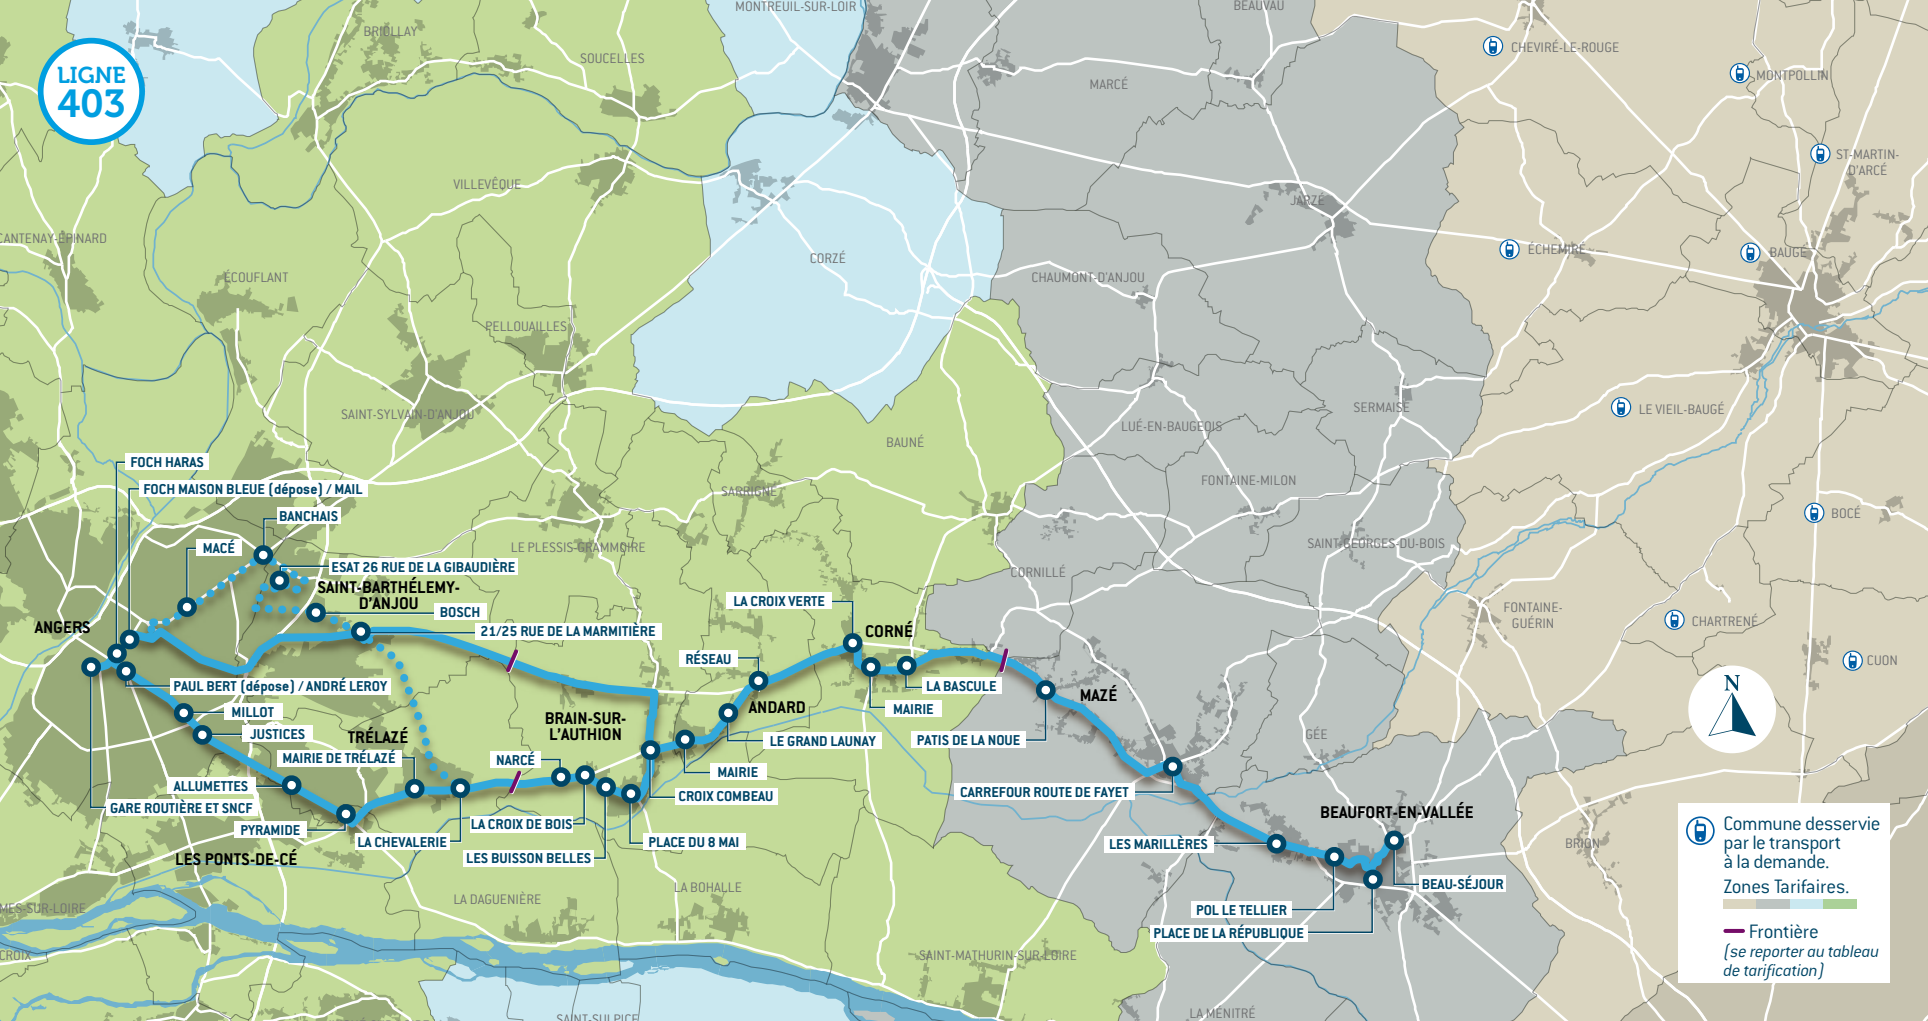 LIGNE
403
MONTREUIL-SUR-LOIR
BEAUVAU
BRIOLLAY
SOUCELLES
MARCÉ
CHEVIRÉ-LE-ROUGE
MONTPOLLIN
ST-MARTIN-
D'ARCÉ
VILLEVÊQUE
JARZÉ
CANTENAY-ÉPINARD
CORZÉ
ÉCHEMIRÉ
BAUGÉ
ÉCOUFLANT
CHAUMONT-D'ANJOU
PELLOUAILLES
SAINT-SYLVAIN-D'ANJOU
SERMAISE
LE VIEIL-BAUGÉ
LUÉ-EN-BAUGEOIS
BAUNÉ
FOCH HARAS
FOCH MAISON BLEUE (dépose) / MAIL
SARRIGNÉ
FONTAINE-MILON
BANCHAIS
BOCÉ
MACÉ
LE PLESSIS-GRAMMOIRE
SAINT-GEORGES-DU-BOIS
ESAT 26 RUE DE LA GIBAUDIÈRE
CORNILLÉ
SAINT-BARTHÉLEMY-
D'ANJOU
BOSCH
LA CROIX VERTE
FONTAINE-
GUÉRIN
CHARTRENÉ
ANGERS
21/25 RUE DE LA MARMITIÈRE
CORNÉ
RÉSEAU
CUON
PAUL BERT (dépose) / ANDRÉ LEROY
LA BASCULE
MAZÉ
MILLOT
BRAIN-SUR-
L'AUTHION
ANDARD
MAIRIE
JUSTICES
TRÉLAZÉ
LE GRAND LAUNAY
PATIS DE LA NOUE
GÉE
MAIRIE DE TRÉLAZÉ
NARCÉ
MAIRIE
ALLUMETTES
CROIX COMBEAU
CARREFOUR ROUTE DE FAYET
GARE ROUTIÈRE ET SNCF
BEAUFORT-EN-VALLÉE
PYRAMIDE
LA CROIX DE BOIS
LA CHEVALERIE
PLACE DU 8 MAI
LES MARILLÈRES
BRION
LES PONTS-DE-CÉ
LES BUISSON BELLES
BEAU-SÉJOUR
LA DAGUENIÈRE
LA BOHALLE
POL LE TELLIER
MES-SUR-LOIRE
PLACE DE LA RÉPUBLIQUE
CROIX
SAINT-MATHURIN-SUR-LOIRE
LA MÉNITRÉ
SAINT-SULPICE
N
Commune desservie
par le transport
à la demande.
Zones Tarifaires.
Frontière
(se reporter au tableau
de tarification)